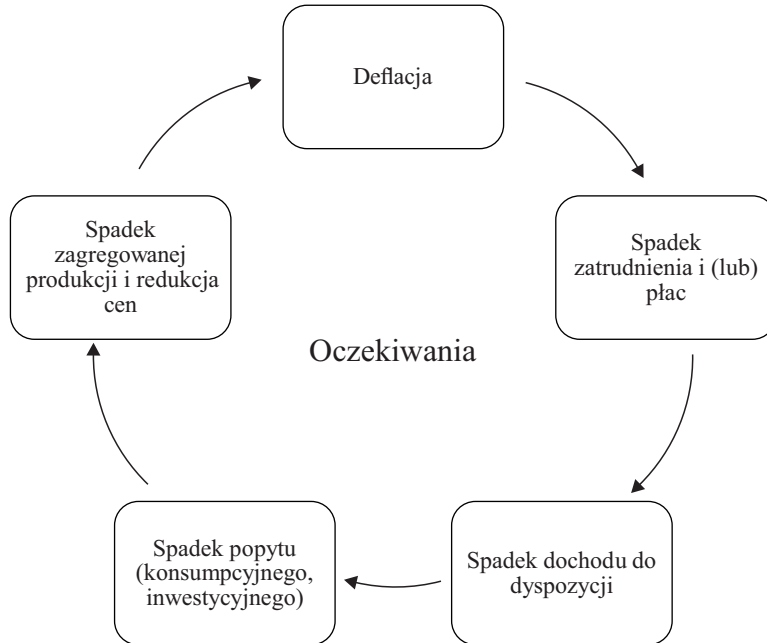 Deflacja
Spadek
zatrudnienia i (lub)
płac
Spadek dochodu do
dyspozycji
Spadek popytu
(konsumpcyjnego,
inwestycyjnego)
Spadek
zagregowanej
produkcji i redukcja
cen
Oczekiwania